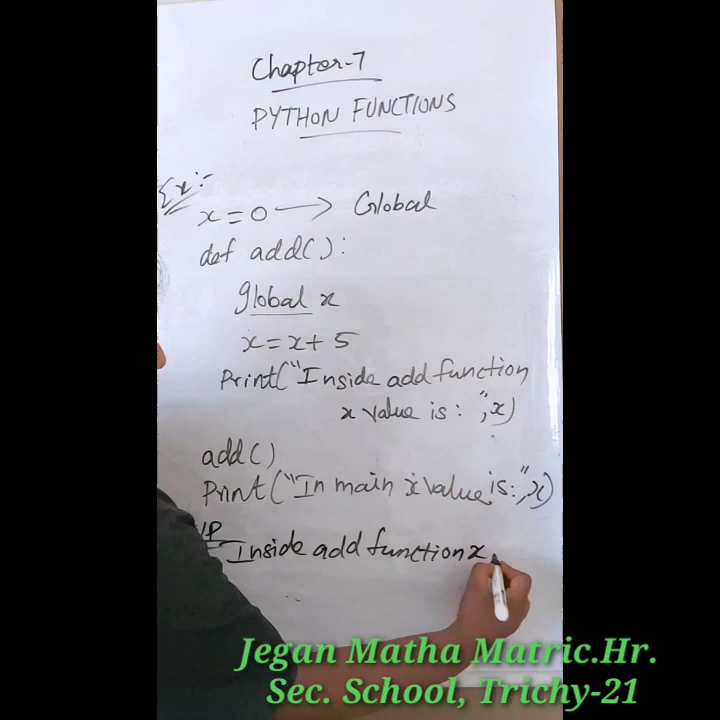 Chapter-7
PYTHON FUNCTIONS
Ex:-
x=0 → Global
def add():
global x
x=x+5
Print("Inside add function
x value is: ",x)
add()
Print("In main x value is:",x)
Inside add function x
Jegan Matha Matric.Hr.
Sec. School, Trichy-21